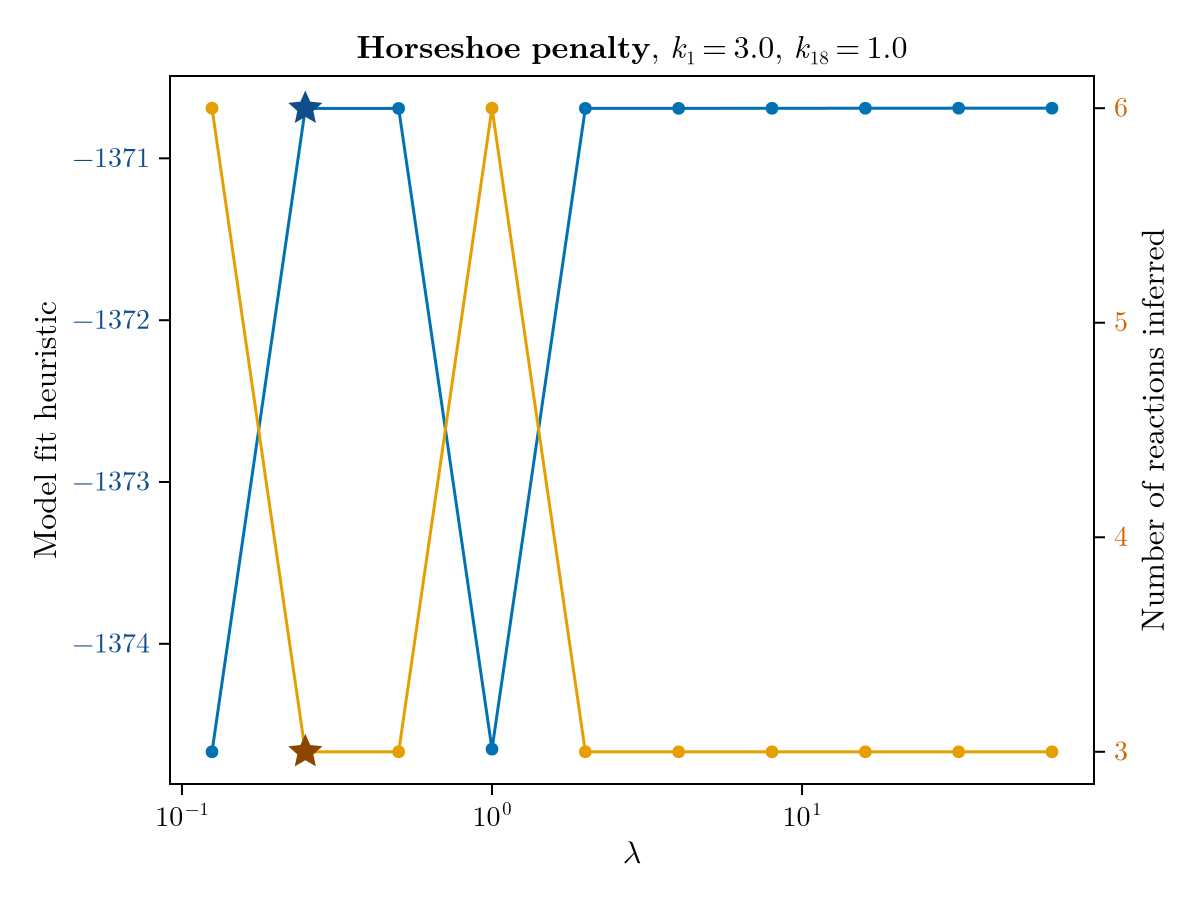 Horseshoe penalty, k₁ = 3.0, k₁₈ = 1.0
Model fit heuristic
−1371
−1372
−1373
−1374
6
5
4
3
Number of reactions inferred
10⁻¹
10⁰
10¹
λ